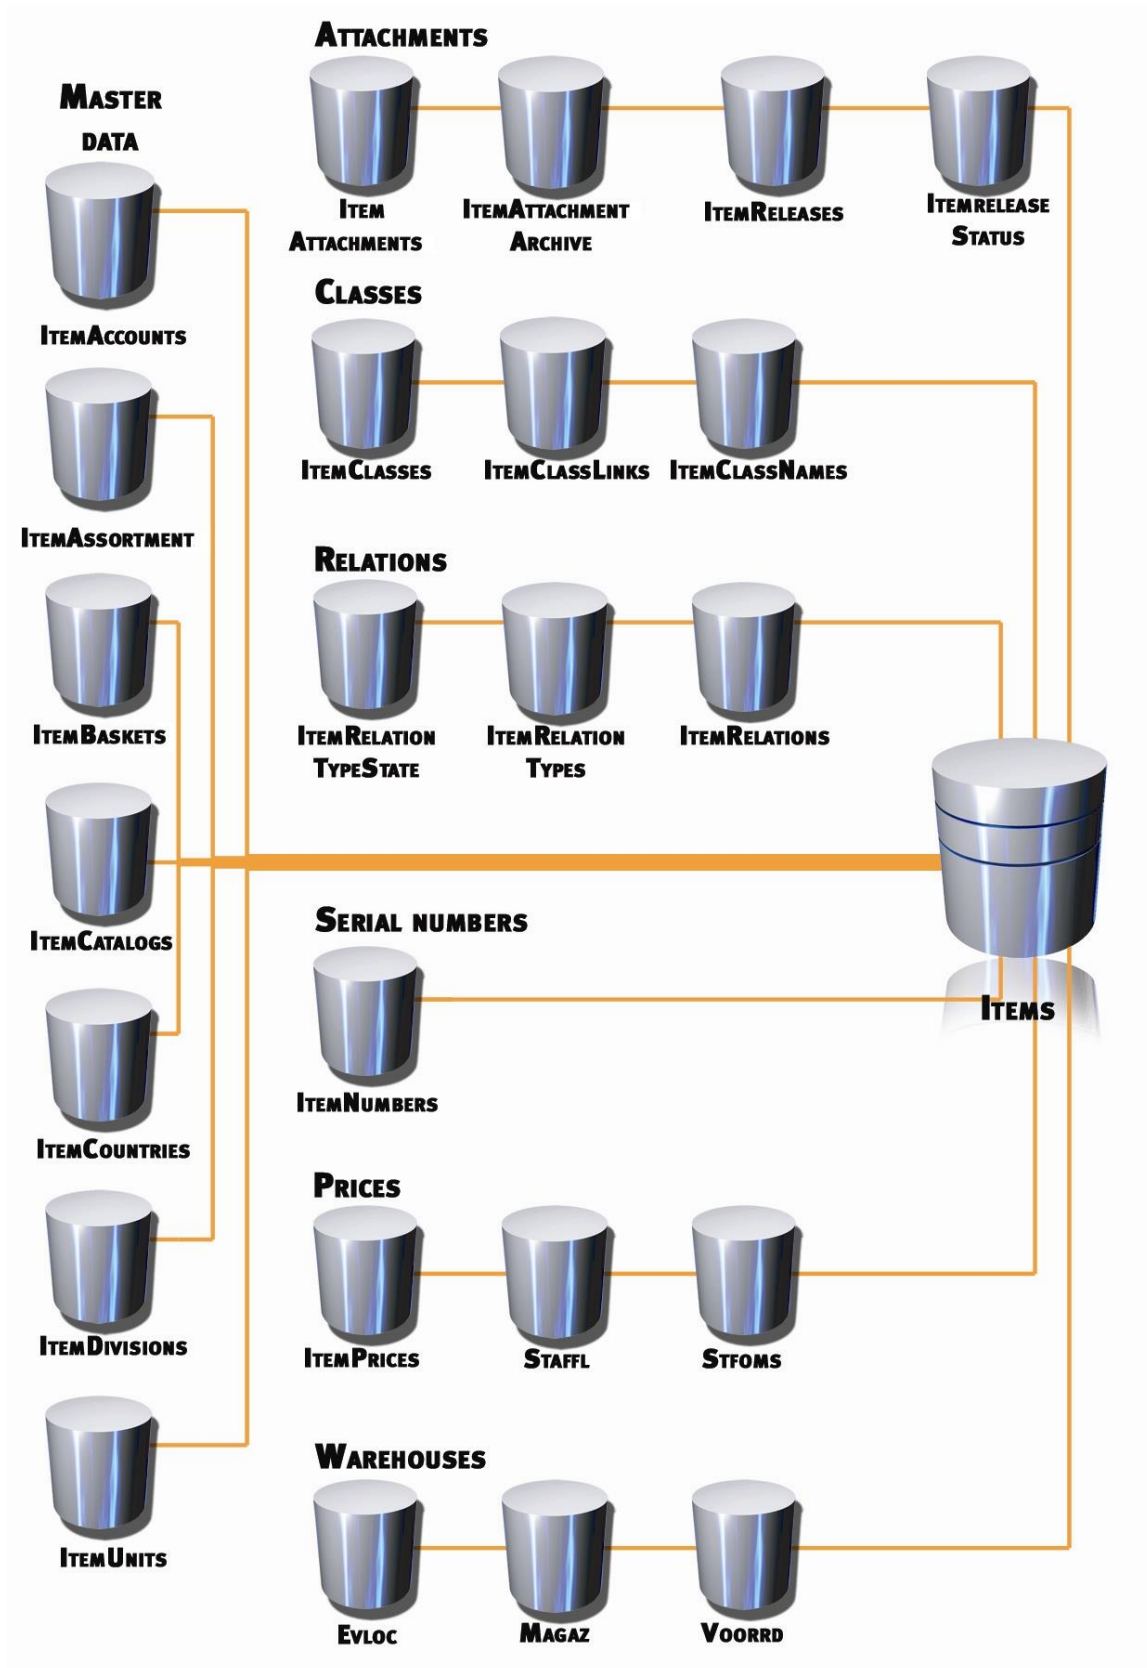 Attachments
Master
data
Item
Attachments
ItemAttachment
Archive
ItemReleases
Itemrelease
Status
ItemAccounts
Classes
ItemClasses
ItemClassLinks
ItemClassNames
ItemAssortment
Relations
ItemRelation
TypeState
ItemRelation
Types
ItemRelations
ItemBaskets
ItemCatalogs
Serial numbers
Items
ItemNumbers
ItemCountries
Prices
ItemPrices
Staffl
Stfoms
ItemDivisions
Warehouses
ItemUnits
Evloc
Magaz
Voorrd